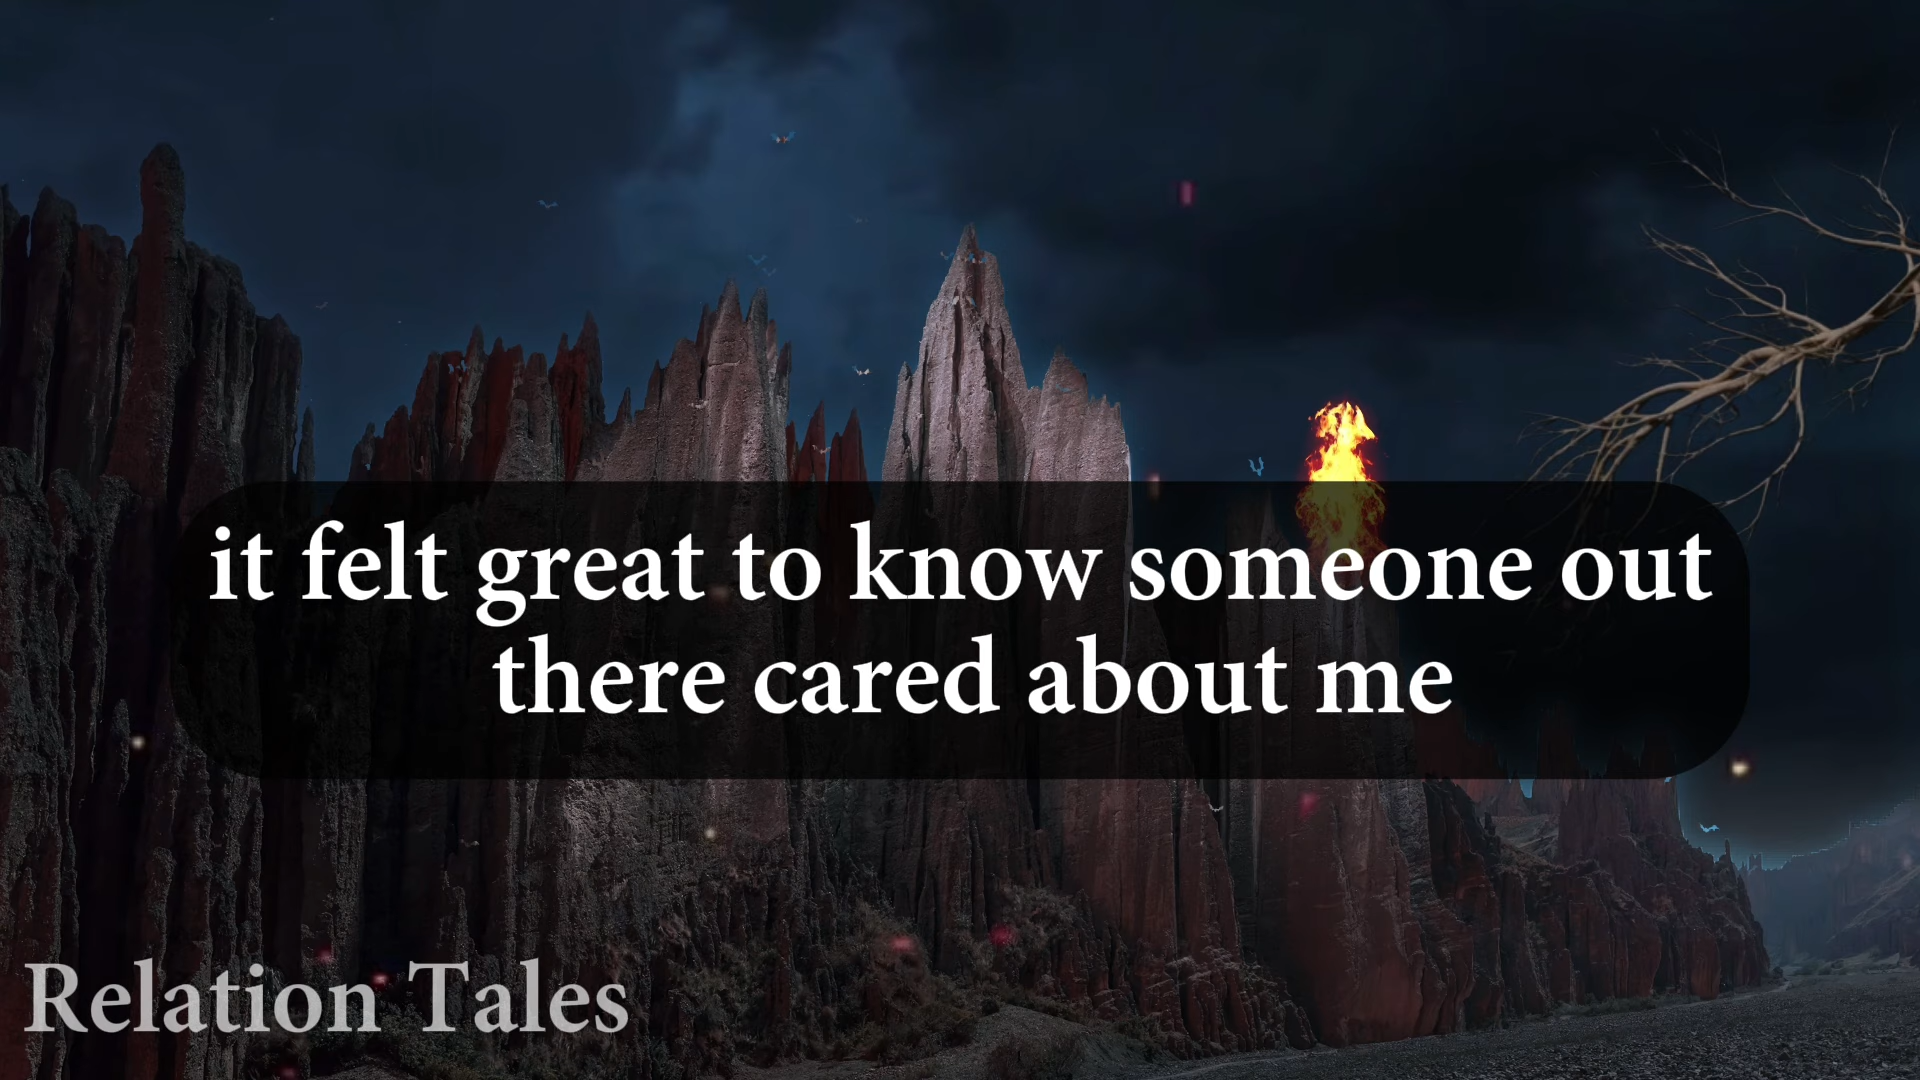 it felt great to know someone out
there cared about me
Relation Tales